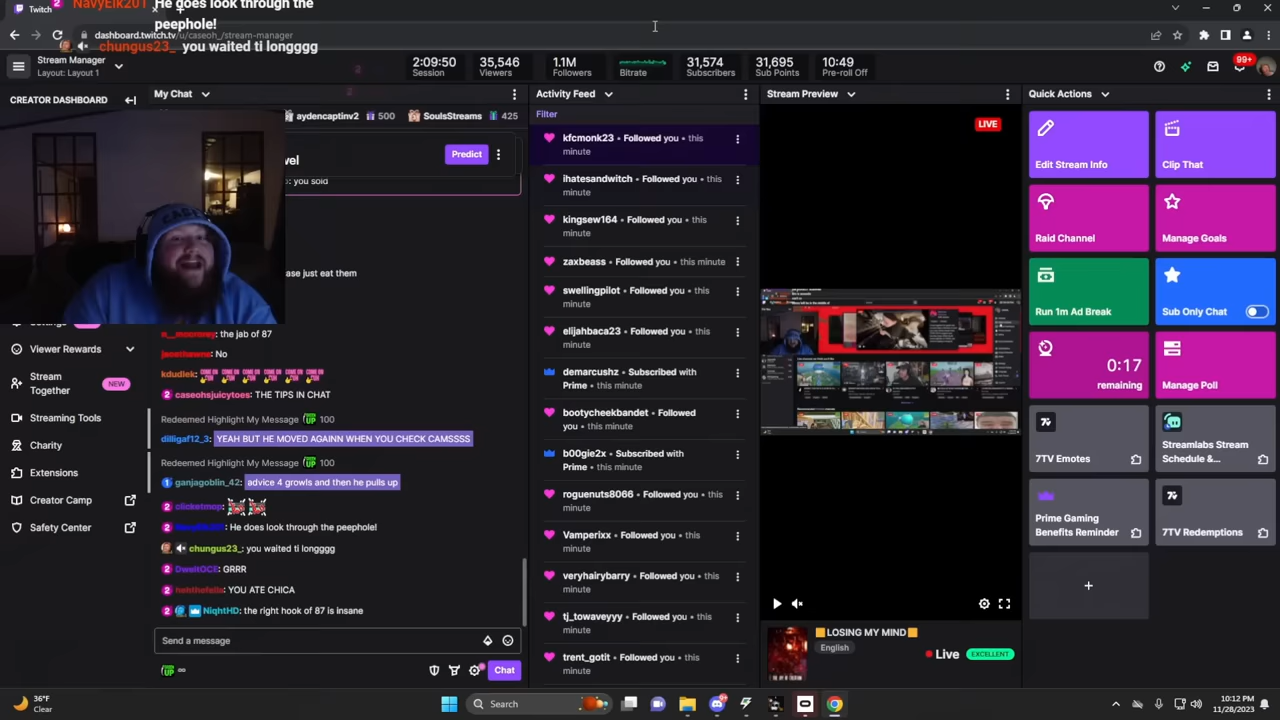 Twitch
NavyElk201
He goes look through the
peephole!
chungus23_ you waited ti longggg
dashboard.twitch.tv/u/caseoh_/stream-manager
Stream Manager
Layout: Layout 1
2:09:50
Session
35,546
Viewers
1.1M
Followers
Bitrate
31,574
Subscribers
31,695
Sub Points
10:49
Pre-roll Off
99+
CREATOR DASHBOARD
Viewer Rewards
Stream
Together
NEW
Streaming Tools
Charity
Extensions
Creator Camp
Safety Center
My Chat
aydencaptinv2 500
SoulsStreams 425
Predict
you sold
just eat them
the jab of 87
No
kdudlek:
caseohsjuicytoes: THE TIPS IN CHAT
Redeemed Highlight My Message UP 100
dilligaf12_3: YEAH BUT HE MOVED AGAINN WHEN YOU CHECK CAMSSSS
Redeemed Highlight My Message UP 100
ganjagoblin_42: advice 4 growls and then he pulls up
clicketmop:
He does look through the peephole!
chungus23_: you waited ti longggg
DweltOCE: GRRR
YOU ATE CHICA
NiqhtHD: the right hook of 87 is insane
Send a message
Chat
Activity Feed
Filter
kfcmonk23 • Followed you • this
minute
ihatesandwitch • Followed you • this
minute
kingsew164 • Followed you • this
minute
zaxbeass • Followed you • this minute
swellingpilot • Followed you • this
minute
elijahbaca23 • Followed you • this
minute
lemarcushz • Subscribed with
Prime • this minute
bootycheekbandet • Followed
you • this minute
b00gie2x • Subscribed with
Prime • this minute
roguenuts8066 • Followed you • this
minute
Vamperixx • Followed you • this
minute
veryhairybarry • Followed you • this
minute
tj_towaveyyy • Followed you • this
minute
trent_gotit • Followed you • this
minute
Stream Preview
LIVE
LOSING MY MIND
English
Live
EXCELLENT
Quick Actions
Edit Stream Info
Clip That
Raid Channel
Manage Goals
Run 1m Ad Break
Sub Only Chat
0:17
remaining
Manage Poll
7TV Emotes
Streamlabs Stream
Schedule &...
Prime Gaming
Benefits Reminder
7TV Redemptions
36°F
Clear
Search
10:12 PM
11/28/2023